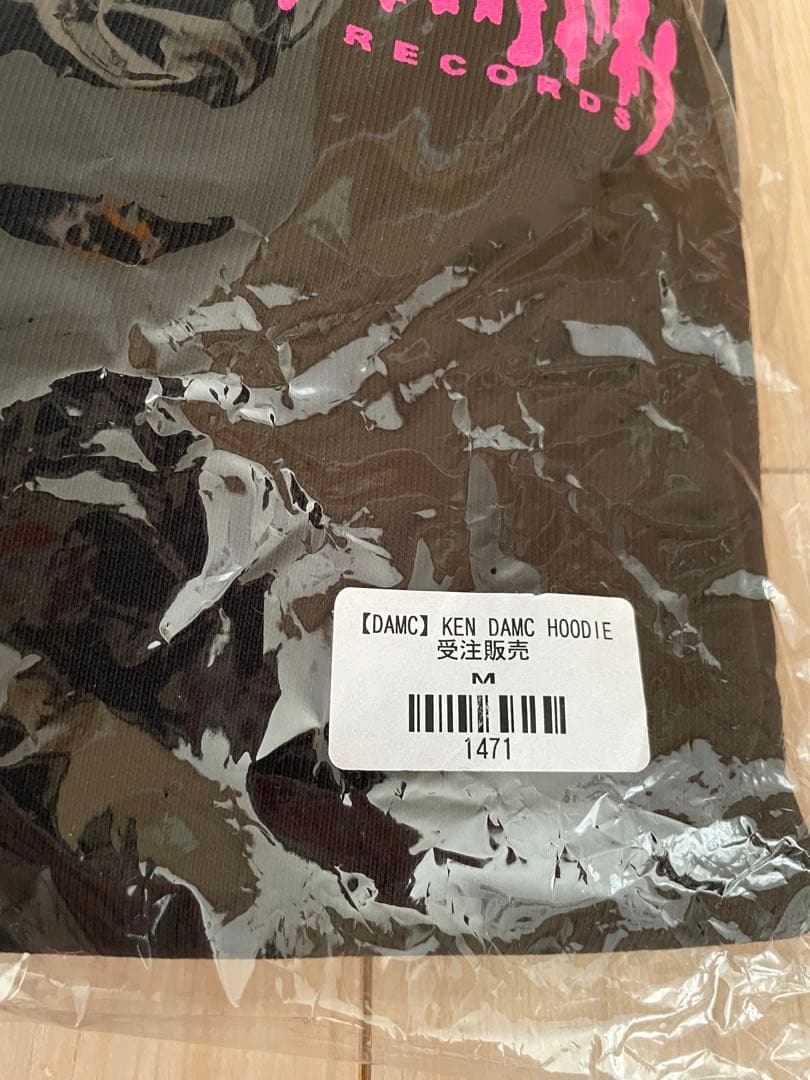 RECORDS
【DAMC】 KEN DAMC HOODIE
受注販売
M
1471